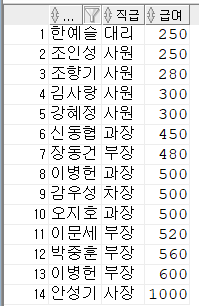 ... 직급 급여
1 한예슬 대리 250
2 조인성 사원 250
3 조향기 사원 280
4 김사랑 사원 300
5 강혜정 사원 300
6 신동협 과장 450
7 장동건 부장 480
8 이병헌 과장 500
9 감우성 차장 500
10 오지호 과장 500
11 이문세 부장 520
12 박중훈 부장 560
13 이병헌 부장 600
14 안성기 사장 1000